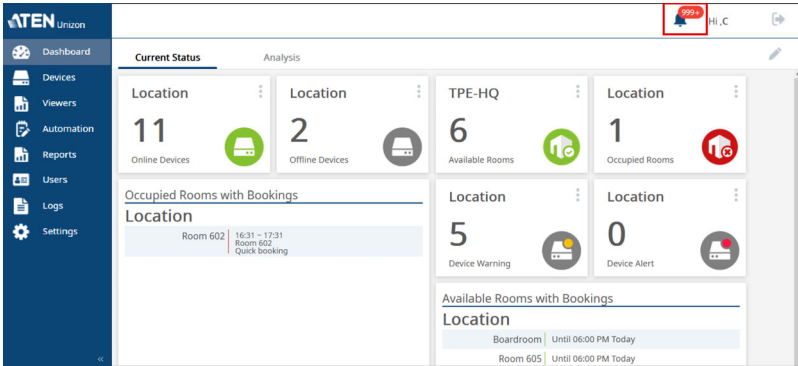 ATEN Unizon
999+
Hi ,C
Dashboard
Devices
Viewers
Automation
Reports
Users
Logs
Settings
«
Current Status
Analysis
Location
11
Online Devices
Location
2
Offline Devices
TPE-HQ
6
Available Rooms
Location
1
Occupied Rooms
Occupied Rooms with Bookings
Location
Room 602
16:31 ~ 17:31
Room 602
Quick booking
Location
5
Device Warning
Location
0
Device Alert
Available Rooms with Bookings
Location
Boardroom Until 06:00 PM Today
Room 605 Until 06:00 PM Today